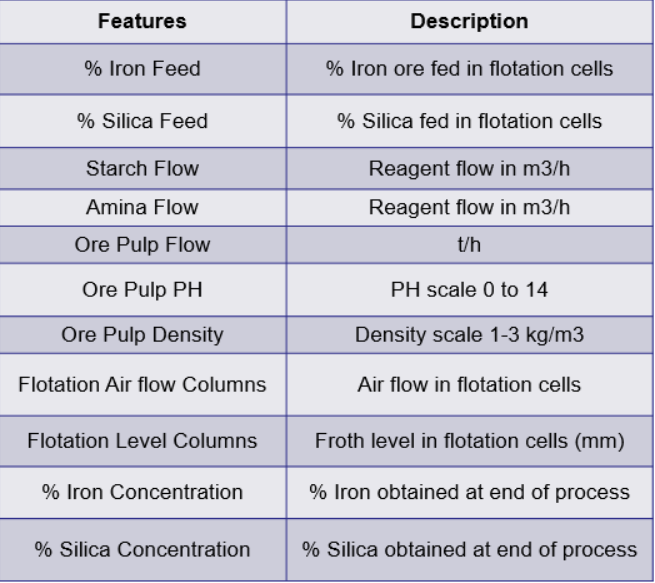 Features Description
% Iron Feed % Iron ore fed in flotation cells
% Silica Feed % Silica fed in flotation cells
Starch Flow Reagent flow in m3/h
Amina Flow Reagent flow in m3/h
Ore Pulp Flow t/h
Ore Pulp PH PH scale 0 to 14
Ore Pulp Density Density scale 1-3 kg/m3
Flotation Air flow Columns Air flow in flotation cells
Flotation Level Columns Froth level in flotation cells (mm)
% Iron Concentration % Iron obtained at end of process
% Silica Concentration % Silica obtained at end of process